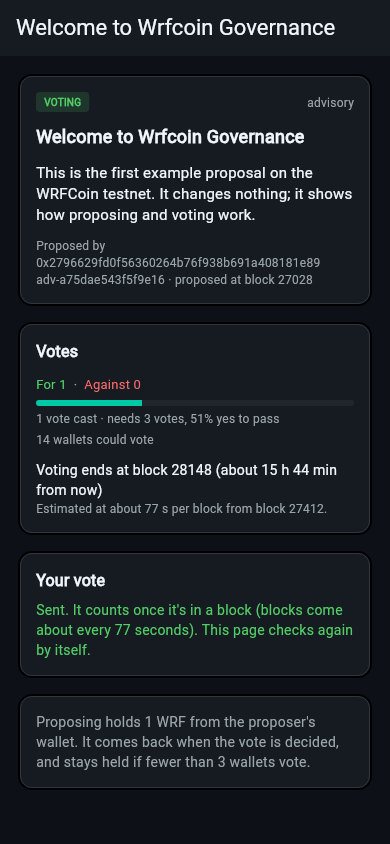 Welcome to Wrfcoin Governance
VOTING
advisory
Welcome to Wrfcoin Governance
This is the first example proposal on the
WRFCoin testnet. It changes nothing; it shows
how proposing and voting work.
Proposed by
0x2796629fd0f56360264b76f938b691a408181e89
adv-a75dae543f5f9e16 · proposed at block 27028
Votes
For 1 · Against 0
1 vote cast · needs 3 votes, 51% yes to pass
14 wallets could vote
Voting ends at block 28148 (about 15 h 44 min
from now)
Estimated at about 77 s per block from block 27412.
Your vote
Sent. It counts once it's in a block (blocks come
about every 77 seconds). This page checks again
by itself.
Proposing holds 1 WRF from the proposer's
wallet. It comes back when the vote is decided,
and stays held if fewer than 3 wallets vote.